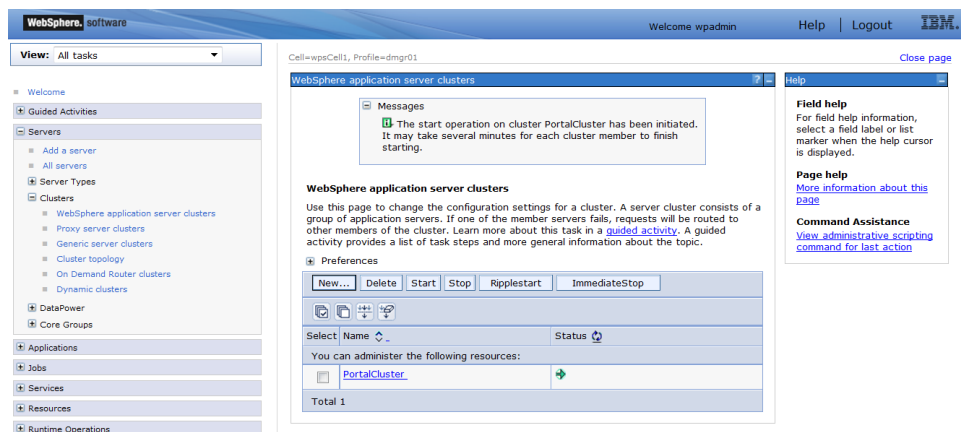 WebSphere. software
Welcome wpadmin
Help | Logout
IBM.
View: All tasks
Welcome
Guided Activities
Servers
Add a server
All servers
Server Types
Clusters
WebSphere application server clusters
Proxy server clusters
Generic server clusters
Cluster topology
On Demand Router clusters
Dynamic clusters
DataPower
Core Groups
Applications
Jobs
Services
Resources
Runtime Operations
Cell=wpsCell1, Profile=dmgr01
Close page
WebSphere application server clusters
?
Messages
The start operation on cluster PortalCluster has been initiated.
It may take several minutes for each cluster member to finish
starting.
WebSphere application server clusters
Use this page to change the configuration settings for a cluster. A server cluster consists of a
group of application servers. If one of the member servers fails, requests will be routed to
other members of the cluster. Learn more about this task in a guided activity. A guided
activity provides a list of task steps and more general information about the topic.
Preferences
New... Delete Start Stop Ripplestart ImmediateStop
Select Name Status
You can administer the following resources:
PortalCluster
Total 1
Help
Field help
For field help information,
select a field label or list
marker when the help cursor
is displayed.
Page help
More information about this
page
Command Assistance
View administrative scripting
command for last action